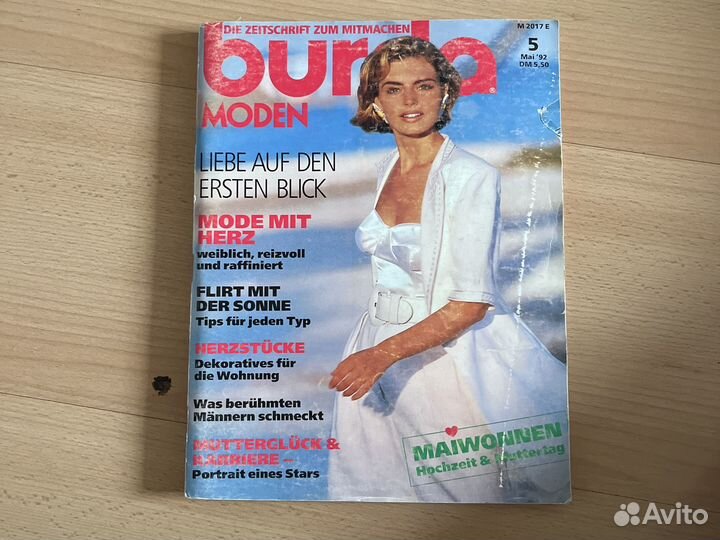 DIE ZEITSCHRIFT ZUM MITMACHEN
M 2017 E
burda
®
5
Mai '92
DM 5,50
MODEN
LIEBE AUF DEN
ERSTEN BLICK
MODE MIT
HERZ
weiblich, reizvoll
und raffiniert
FLIRT MIT
DER SONNE
Tips für jeden Typ
HERZSTÜCKE
Dekoratives für
die Wohnung
Was berühmten
Männern schmeckt
MUTTERGLÜCK &
KARRIERE –
Portrait eines Stars
MAIWONNEN
Hochzeit & Muttertag
Avito